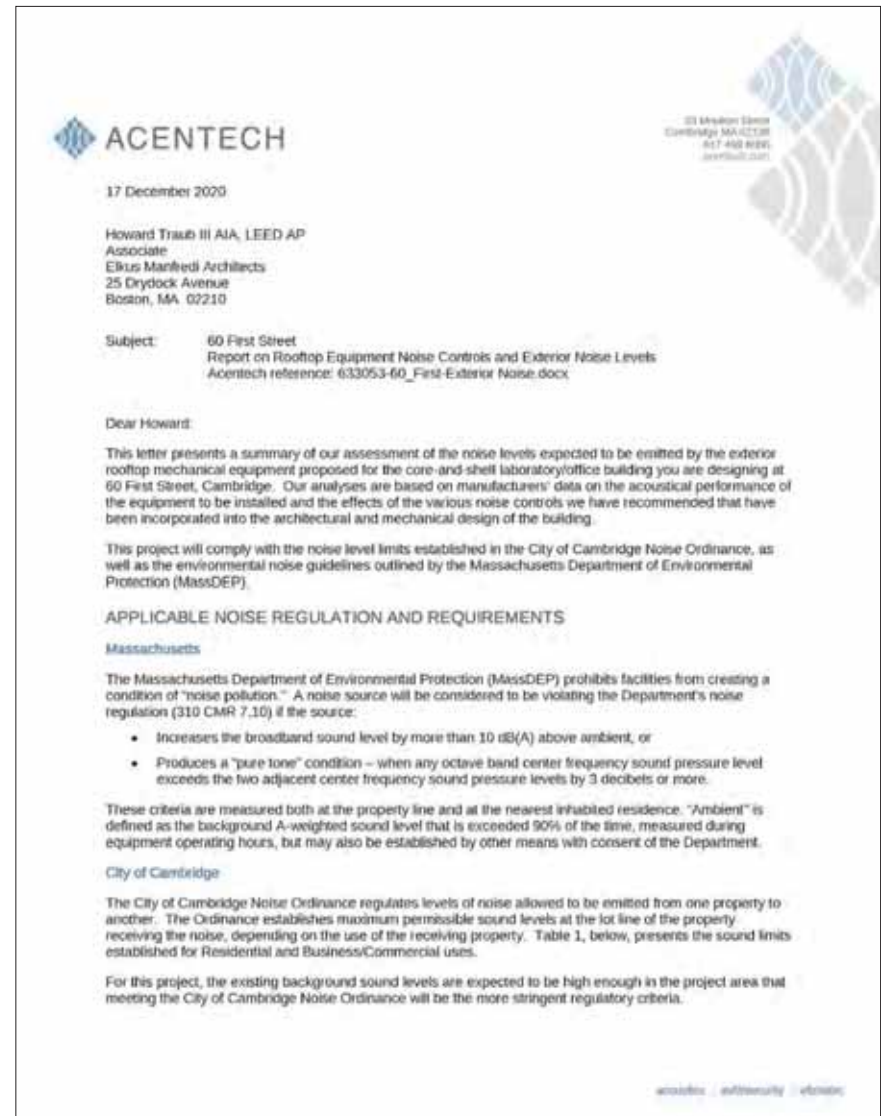 ACENTECH
33 Moulton Street
Cambridge MA 02138
617 499 8000
acentech.com
17 December 2020
Howard Traub III AIA, LEED AP
Associate
Elkus Manfredi Architects
25 Drydock Avenue
Boston, MA 02210
Subject: 60 First Street
Report on Rooftop Equipment Noise Controls and Exterior Noise Levels
Acentech reference: 633053-60_First-Exterior Noise.docx
Dear Howard:
This letter presents a summary of our assessment of the noise levels expected to be emitted by the exterior
rooftop mechanical equipment proposed for the core-and-shell laboratory/office building you are designing at
60 First Street, Cambridge. Our analyses are based on manufacturers' data on the acoustical performance of
the equipment to be installed and the effects of the various noise controls we have recommended that have
been incorporated into the architectural and mechanical design of the building.
This project will comply with the noise level limits established in the City of Cambridge Noise Ordinance, as
well as the environmental noise guidelines outlined by the Massachusetts Department of Environmental
Protection (MassDEP).
APPLICABLE NOISE REGULATION AND REQUIREMENTS
Massachusetts
The Massachusetts Department of Environmental Protection (MassDEP) prohibits facilities from creating a
condition of "noise pollution." A noise source will be considered to be violating the Department's noise
regulation (310 CMR 7.10) if the source:
• Increases the broadband sound level by more than 10 dB(A) above ambient, or
• Produces a "pure tone" condition – when any octave band center frequency sound pressure level
exceeds the two adjacent center frequency sound pressure levels by 3 decibels or more.
These criteria are measured both at the property line and at the nearest inhabited residence. "Ambient" is
defined as the background A-weighted sound level that is exceeded 90% of the time, measured during
equipment operating hours, but may also be established by other means with consent of the Department.
City of Cambridge
The City of Cambridge Noise Ordinance regulates levels of noise allowed to be emitted from one property to
another. The Ordinance establishes maximum permissible sound levels at the lot line of the property
receiving the noise, depending on the use of the receiving property. Table 1, below, presents the sound limits
established for Residential and Business/Commercial uses.
For this project, the existing background sound levels are expected to be high enough in the project area that
meeting the City of Cambridge Noise Ordinance will be the more stringent regulatory criteria.
acoustics